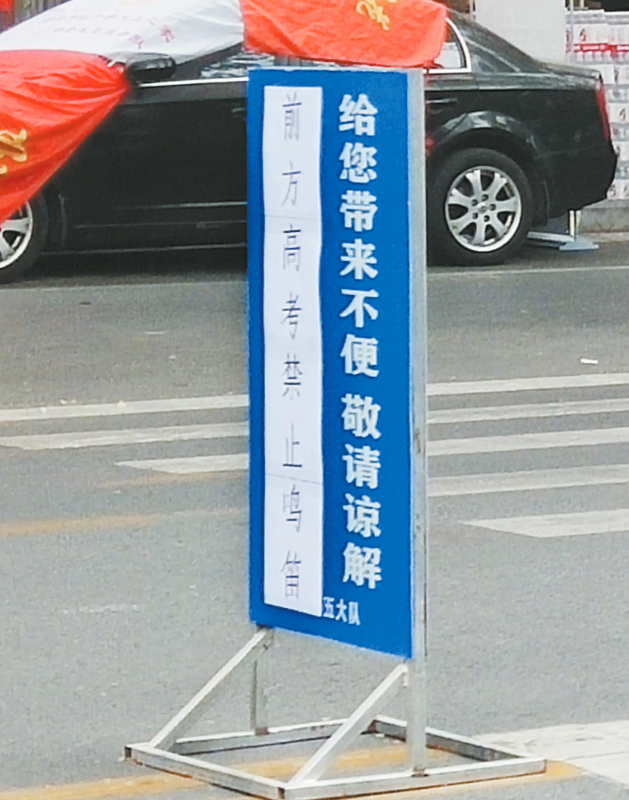 前方高考禁止鸣笛
给您带来不便 敬请谅解
五大队